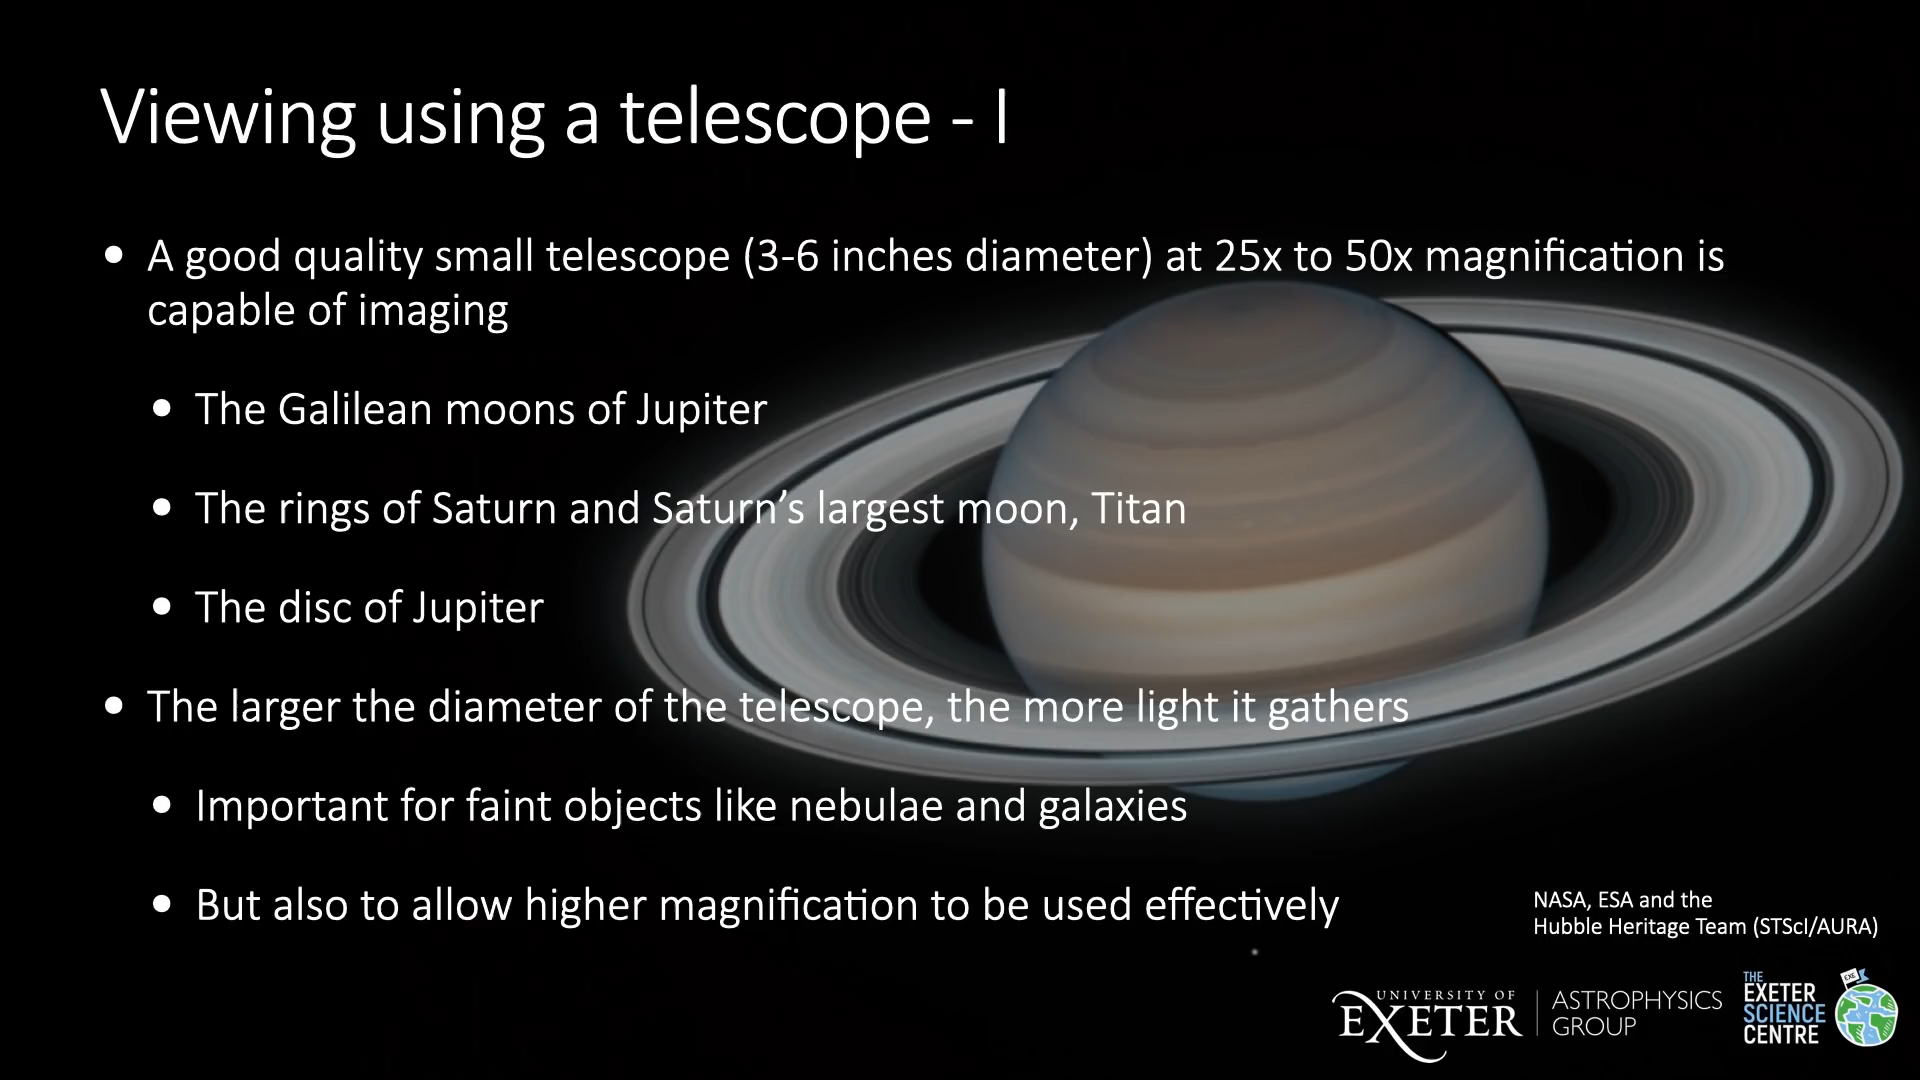 Viewing using a telescope - I
• A good quality small telescope (3-6 inches diameter) at 25x to 50x magnification is
capable of imaging
• The Galilean moons of Jupiter
• The rings of Saturn and Saturn’s largest moon, Titan
• The disc of Jupiter
• The larger the diameter of the telescope, the more light it gathers
• Important for faint objects like nebulae and galaxies
• But also to allow higher magnification to be used effectively
NASA, ESA and the
Hubble Heritage Team (STScI/AURA)
UNIVERSITY OF
EXETER
ASTROPHYSICS
GROUP
THE
EXETER
SCIENCE
CENTRE
EXE